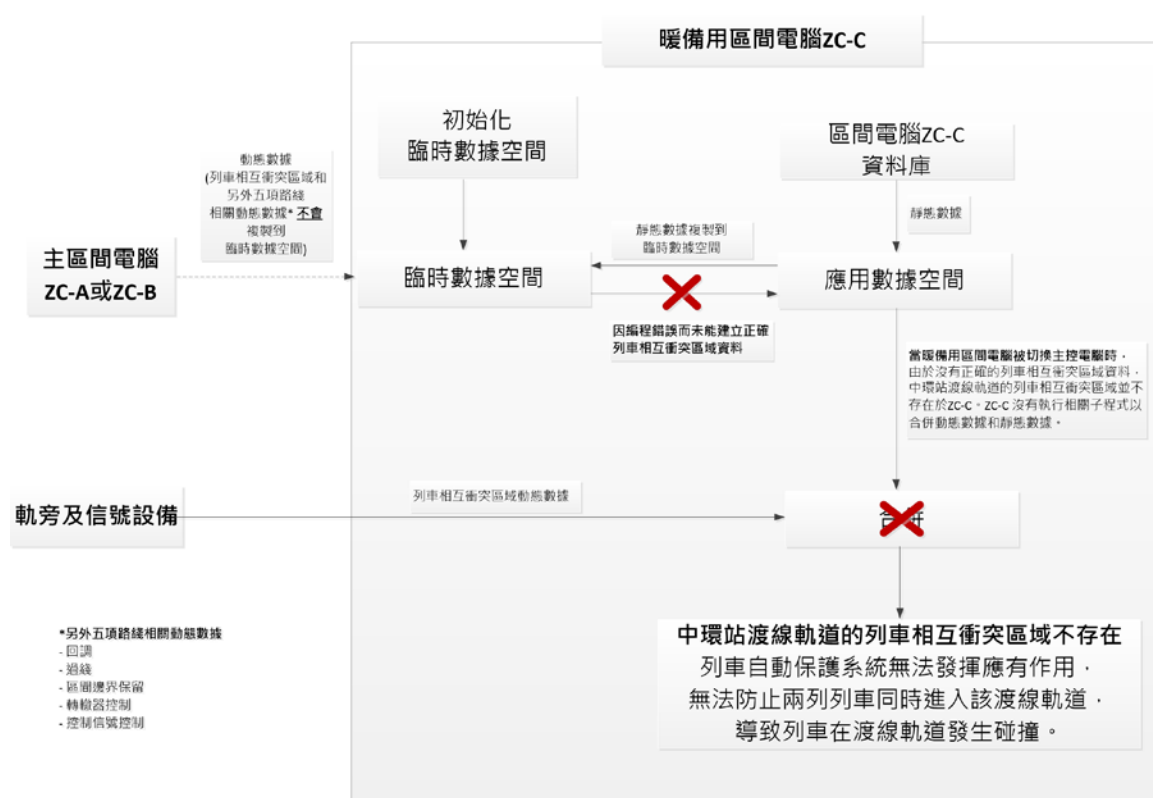 暖備用區間電腦ZC-C
初始化
臨時數據空間
區間電腦ZC-C
資料庫
動態數據
(列車相互衝突區域和
另外五項路綫
相關動態數據* 不會
複製到
臨時數據空間)
靜態數據
靜態數據複製到
臨時數據空間
主區間電腦
ZC-A或ZC-B
臨時數據空間
應用數據空間
因編程錯誤而未能建立正確
列車相互衝突區域資料
當暖備用區間電腦被切換主控電腦時，
由於沒有正確的列車相互衝突區域資料，
中環站渡線軌道的列車相互衝突區域並不
存在於ZC-C。ZC-C 沒有執行相關子程式以
合併動態數據和靜態數據。
軌旁及信號設備
列車相互衝突區域動態數據
合併
*另外五項路綫相關動態數據
- 回調
- 過綫
- 區間邊界保留
- 轉轍器控制
- 控制信號控制
中環站渡線軌道的列車相互衝突區域不存在
列車自動保護系統無法發揮應有作用，
無法防止兩列列車同時進入該渡線軌道，
導致列車在渡線軌道發生碰撞。